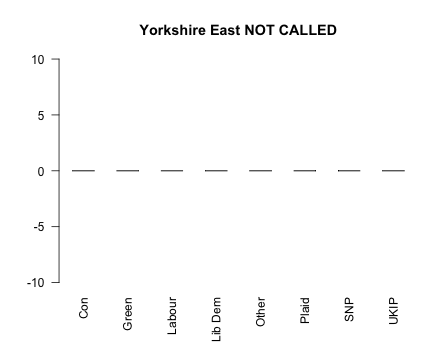 Yorkshire East NOT CALLED
10
5
0
-5
-10
Con
Green
Labour
Lib Dem
Other
Plaid
SNP
UKIP